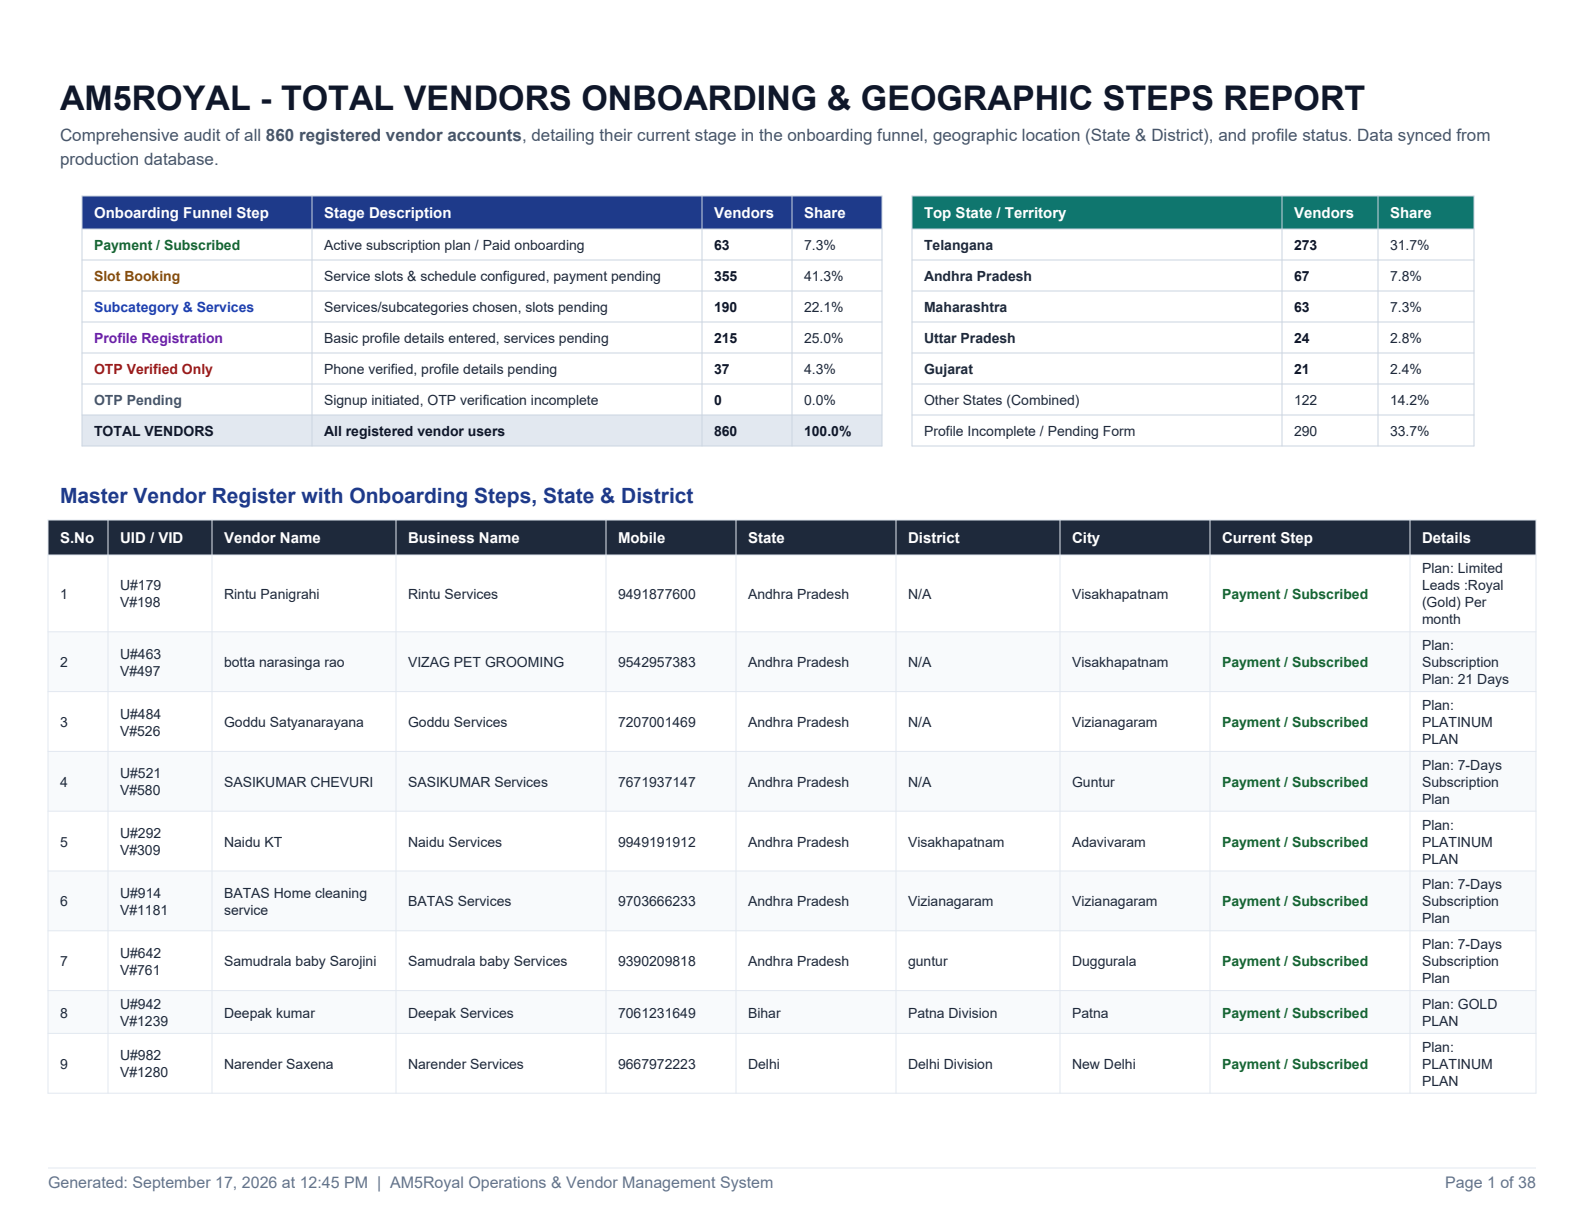 AM5ROYAL - TOTAL VENDORS ONBOARDING & GEOGRAPHIC STEPS REPORT
Comprehensive audit of all 860 registered vendor accounts, detailing their current stage in the onboarding funnel, geographic location (State & District), and profile status. Data synced from
production database.
Onboarding Funnel Step Stage Description Vendors Share
Payment / Subscribed Active subscription plan / Paid onboarding 63 7.3%
Slot Booking Service slots & schedule configured, payment pending 355 41.3%
Subcategory & Services Services/subcategories chosen, slots pending 190 22.1%
Profile Registration Basic profile details entered, services pending 215 25.0%
OTP Verified Only Phone verified, profile details pending 37 4.3%
OTP Pending Signup initiated, OTP verification incomplete 0 0.0%
TOTAL VENDORS All registered vendor users 860 100.0%
Top State / Territory Vendors Share
Telangana 273 31.7%
Andhra Pradesh 67 7.8%
Maharashtra 63 7.3%
Uttar Pradesh 24 2.8%
Gujarat 21 2.4%
Other States (Combined) 122 14.2%
Profile Incomplete / Pending Form 290 33.7%
Master Vendor Register with Onboarding Steps, State & District
S.No UID / VID Vendor Name Business Name Mobile State District City Current Step Details
1 U#179 V#198 Rintu Panigrahi Rintu Services 9491877600 Andhra Pradesh N/A Visakhapatnam Payment / Subscribed Plan: Limited Leads :Royal (Gold) Per month
2 U#463 V#497 botta narasinga rao VIZAG PET GROOMING 9542957383 Andhra Pradesh N/A Visakhapatnam Payment / Subscribed Plan: Subscription Plan: 21 Days
3 U#484 V#526 Goddu Satyanarayana Goddu Services 7207001469 Andhra Pradesh N/A Vizianagaram Payment / Subscribed Plan: PLATINUM PLAN
4 U#521 V#580 SASIKUMAR CHEVURI SASIKUMAR Services 7671937147 Andhra Pradesh N/A Guntur Payment / Subscribed Plan: 7-Days Subscription Plan
5 U#292 V#309 Naidu KT Naidu Services 9949191912 Andhra Pradesh Visakhapatnam Adavivaram Payment / Subscribed Plan: PLATINUM PLAN
6 U#914 V#1181 BATAS Home cleaning service BATAS Services 9703666233 Andhra Pradesh Vizianagaram Vizianagaram Payment / Subscribed Plan: 7-Days Subscription Plan
7 U#642 V#761 Samudrala baby Sarojini Samudrala baby Services 9390209818 Andhra Pradesh guntur Duggurala Payment / Subscribed Plan: 7-Days Subscription Plan
8 U#942 V#1239 Deepak kumar Deepak Services 7061231649 Bihar Patna Division Patna Payment / Subscribed Plan: GOLD PLAN
9 U#982 V#1280 Narender Saxena Narender Services 9667972223 Delhi Delhi Division New Delhi Payment / Subscribed Plan: PLATINUM PLAN
Generated: September 17, 2026 at 12:45 PM | AM5Royal Operations & Vendor Management System Page 1 of 38